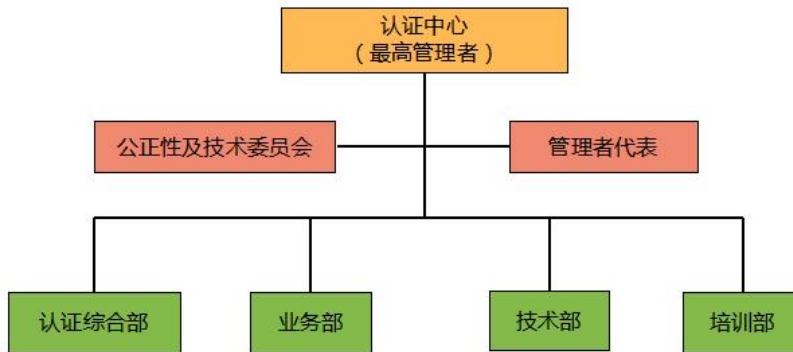 认证中心
（最高管理者）
公正性及技术委员会
管理者代表
认证综合部
业务部
技术部
培训部